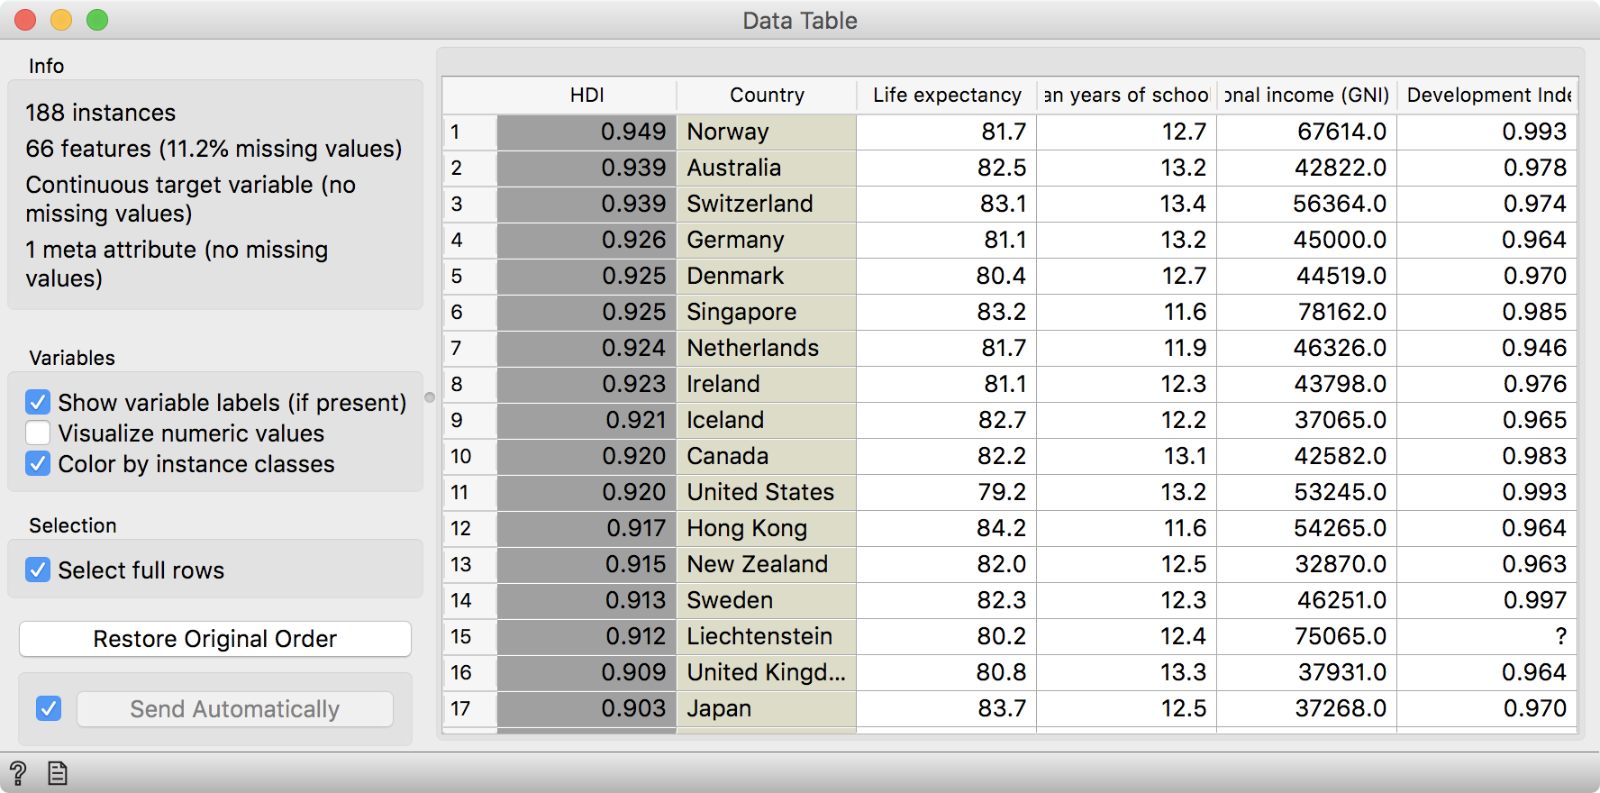 Data Table
Info
188 instances
66 features (11.2% missing values)
Continuous target variable (no
missing values)
1 meta attribute (no missing
values)
Variables
Show variable labels (if present)
Visualize numeric values
Color by instance classes
Selection
Select full rows
Restore Original Order
Send Automatically
HDI Country Life expectancy an years of school onal income (GNI) Development Inde
1 0.949 Norway 81.7 12.7 67614.0 0.993
2 0.939 Australia 82.5 13.2 42822.0 0.978
3 0.939 Switzerland 83.1 13.4 56364.0 0.974
4 0.926 Germany 81.1 13.2 45000.0 0.964
5 0.925 Denmark 80.4 12.7 44519.0 0.970
6 0.925 Singapore 83.2 11.6 78162.0 0.985
7 0.924 Netherlands 81.7 11.9 46326.0 0.946
8 0.923 Ireland 81.1 12.3 43798.0 0.976
9 0.921 Iceland 82.7 12.2 37065.0 0.965
10 0.920 Canada 82.2 13.1 42582.0 0.983
11 0.920 United States 79.2 13.2 53245.0 0.993
12 0.917 Hong Kong 84.2 11.6 54265.0 0.964
13 0.915 New Zealand 82.0 12.5 32870.0 0.963
14 0.913 Sweden 82.3 12.3 46251.0 0.997
15 0.912 Liechtenstein 80.2 12.4 75065.0 ?
16 0.909 United Kingd... 80.8 13.3 37931.0 0.964
17 0.903 Japan 83.7 12.5 37268.0 0.970
?